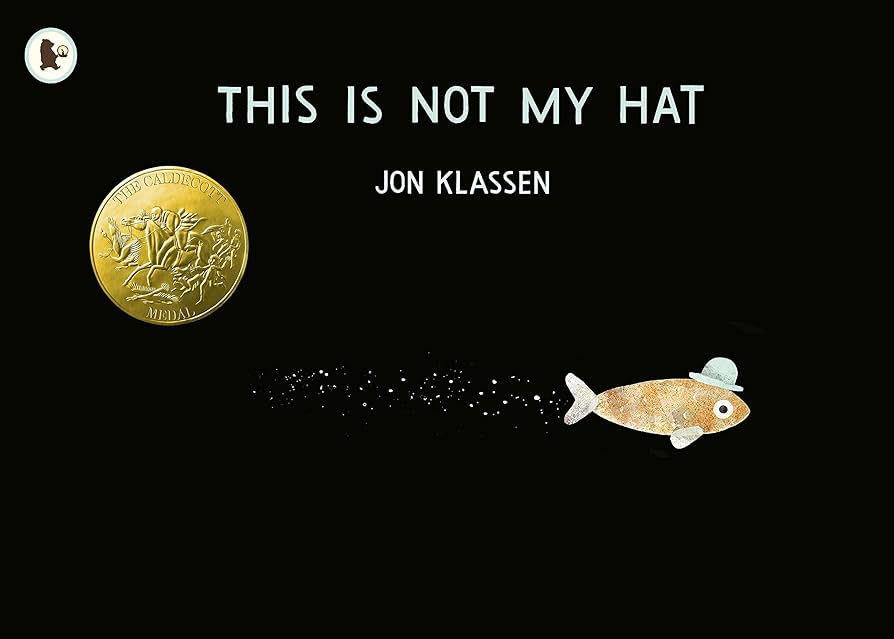 THIS IS NOT MY HAT
JON KLASSEN
THE CALDECOTT
MEDAL